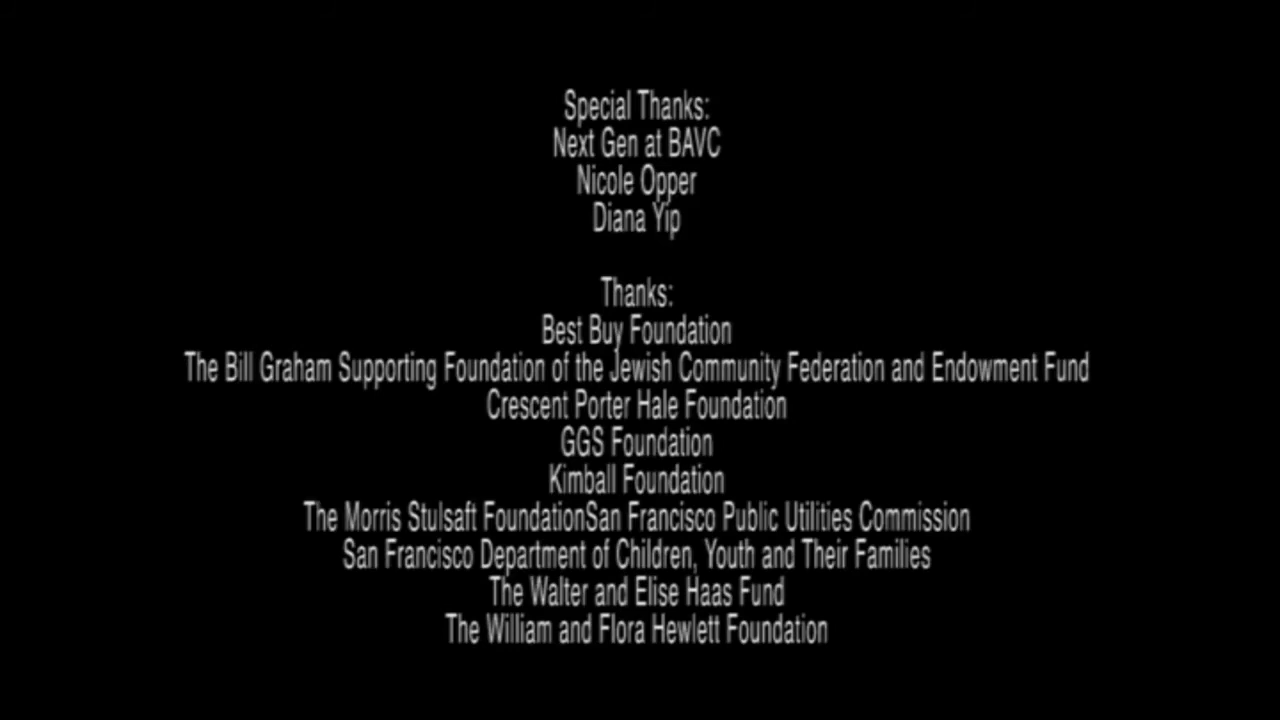 Special Thanks:
Next Gen at BAVC
Nicole Opper
Diana Yip
Thanks:
Best Buy Foundation
The Bill Graham Supporting Foundation of the Jewish Community Federation and Endowment Fund
Crescent Porter Hale Foundation
GGS Foundation
Kimball Foundation
The Morris Stulsaft FoundationSan Francisco Public Utilities Commission
San Francisco Department of Children, Youth and Their Families
The Walter and Elise Haas Fund
The William and Flora Hewlett Foundation